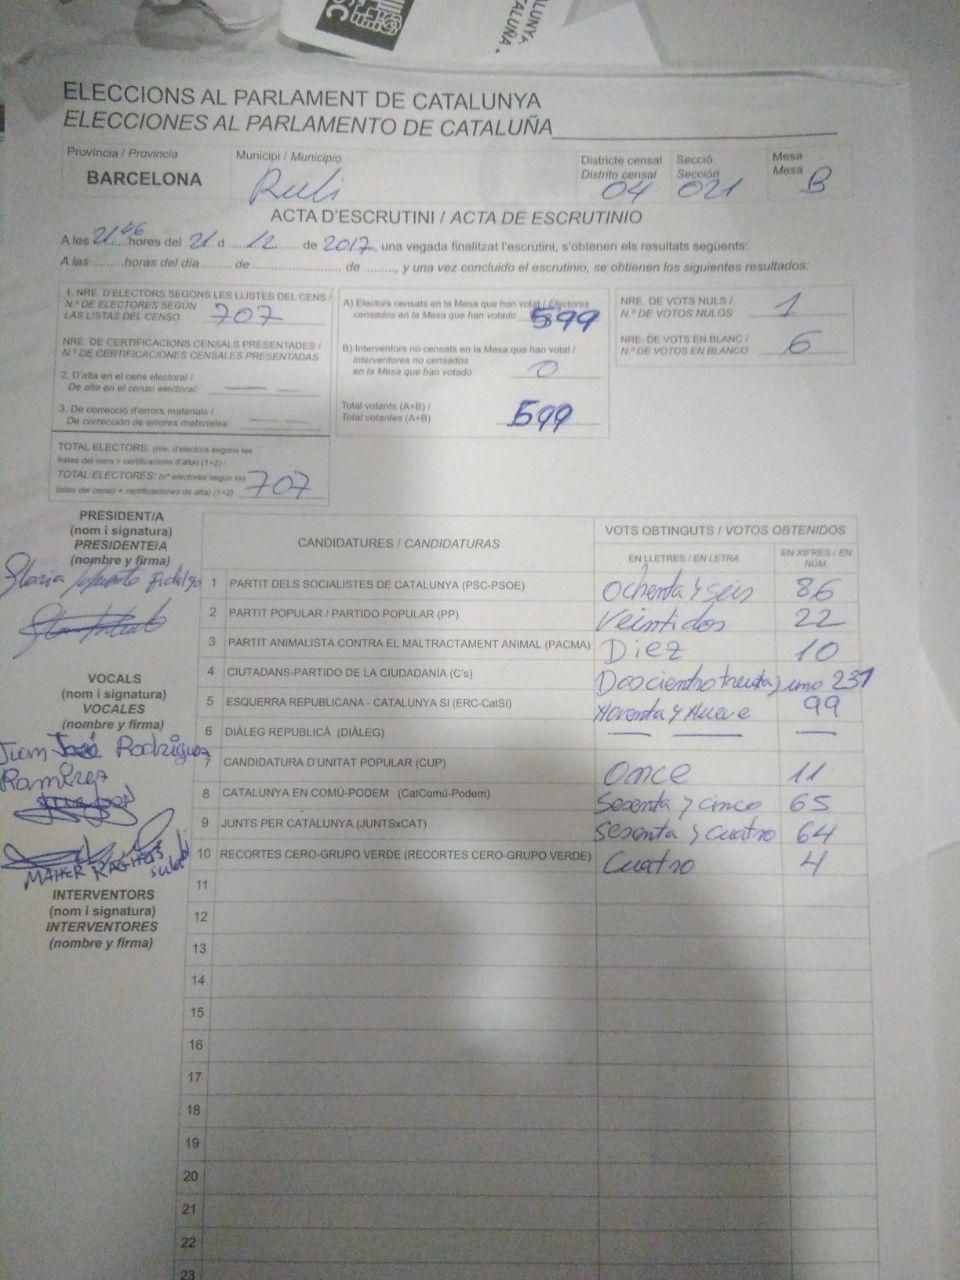 ELECCIONS AL PARLAMENT DE CATALUNYA
ELECCIONES AL PARLAMENTO DE CATALUÑA
Província / Provincia
BARCELONA
Municipi / Municipio
Rubi
Districte censal
Distrito censal
04
Secció
Sección
021
Mesa
Mesa
B
ACTA D'ESCRUTINI / ACTA DE ESCRUTINIO
A les 21 46 hores del 21 d 12 de 2017, una vegada finalitzat l'escrutini, s'obtenen els resultats següents:
A las ........horas del día ....... de ...................... de ........, y una vez concluido el escrutinio, se obtienen los siguientes resultados:
1. NRE. D'ELECTORS SEGONS LES LLISTES DEL CENS /
N.º DE ELECTORES SEGÚN
LAS LISTAS DEL CENSO 707
NRE. DE CERTIFICACIONS CENSALS PRESENTADES /
N.º DE CERTIFICACIONES CENSALES PRESENTADAS
2. D'alta en el cens electoral /
De alta en el censo electoral: — —
3. De correcció d'errors materials /
De corrección de errores materiales: — —
TOTAL ELECTORS: (nre. d'electors segons les
llistes del cens + certificacions d'alta) (1+2) /
TOTAL ELECTORES: (nº electores según las
listas del censo + certificaciones de alta) (1+2) 707
A) Electors censats en la Mesa que han votat / Electores
censados en la Mesa que han votado 599
B) Interventors no censats en la Mesa que han votat /
Interventores no censados
en la Mesa que han votado 0
Total votants (A+B) /
Total votantes (A+B) 599
NRE. DE VOTS NULS /
N.º DE VOTOS NULOS 1
NRE. DE VOTS EN BLANC /
N.º DE VOTOS EN BLANCO 6
PRESIDENT/A
(nom i signatura)
PRESIDENTE/A
(nombre y firma)
Fidalgo
VOCALS
(nom i signatura)
VOCALES
(nombre y firma)
Juan José Rodríguez
Ramírez
MAHER
INTERVENTORS
(nom i signatura)
INTERVENTORES
(nombre y firma)
CANDIDATURES / CANDIDATURAS
VOTS OBTINGUTS / VOTOS OBTENIDOS
EN LLETRES / EN LETRA
EN XIFRES / EN NÚM.
1 PARTIT DELS SOCIALISTES DE CATALUNYA (PSC-PSOE) Ochenta y seis 86
2 PARTIT POPULAR / PARTIDO POPULAR (PP) Veintidos 22
3 PARTIT ANIMALISTA CONTRA EL MALTRACTAMENT ANIMAL (PACMA) Diez 10
4 CIUTADANS-PARTIDO DE LA CIUDADANÍA (C's) Doscientos treinta y uno 231
5 ESQUERRA REPUBLICANA - CATALUNYA SÍ (ERC-CatSí) Noventa y Nueve 99
6 DIÀLEG REPUBLICÀ (DIÀLEG) — — —
7 CANDIDATURA D'UNITAT POPULAR (CUP) Once 11
8 CATALUNYA EN COMÚ-PODEM (CatComú-Podem) Sesenta y cinco 65
9 JUNTS PER CATALUNYA (JUNTSxCAT) Sesenta y cuatro 64
10 RECORTES CERO-GRUPO VERDE (RECORTES CERO-GRUPO VERDE) Cuatro 4
11
12
13
14
15
16
17
18
19
20
21
22
23